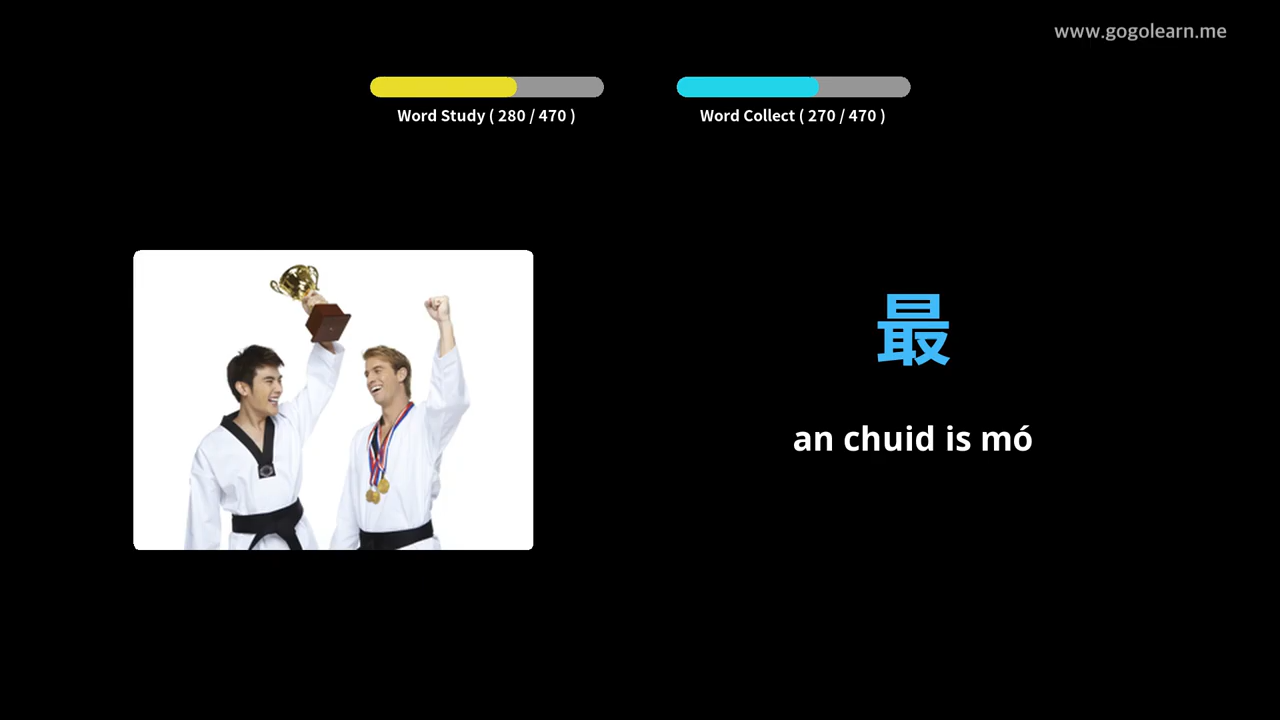 www.gogolearn.me
Word Study ( 280 / 470 )
Word Collect ( 270 / 470 )
最
an chuid is mó